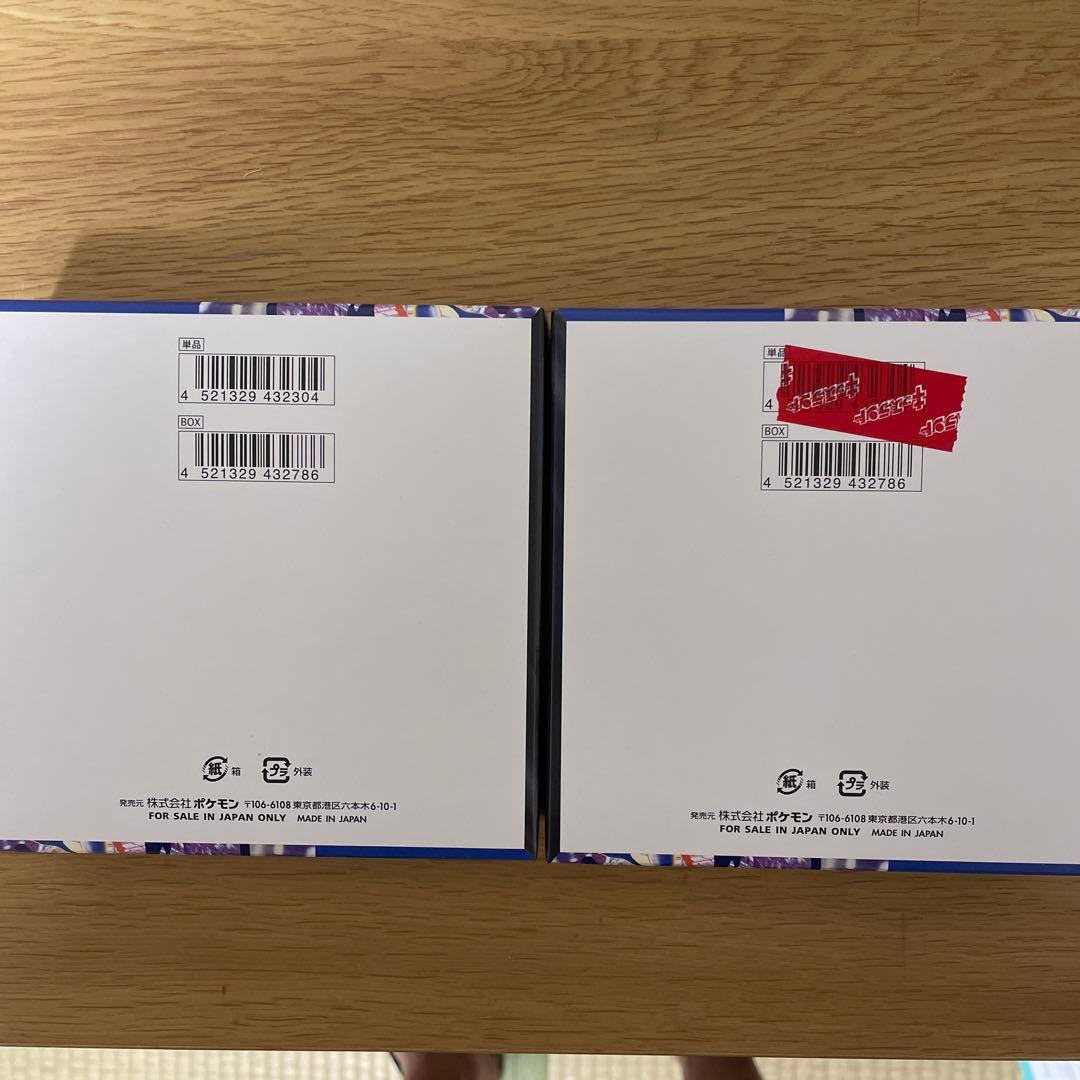 単品
4 521329 432304
BOX
4 521329 432786
紙 箱 プラ 外装
発売元 株式会社ポケモン 〒106-6108 東京都港区六本木6-10-1
FOR SALE IN JAPAN ONLY MADE IN JAPAN
単品
4
BOX
4 521329 432786
紙 箱 プラ 外装
発売元 株式会社ポケモン 〒106-6108 東京都港区六本木6-10-1
FOR SALE IN JAPAN ONLY MADE IN JAPAN